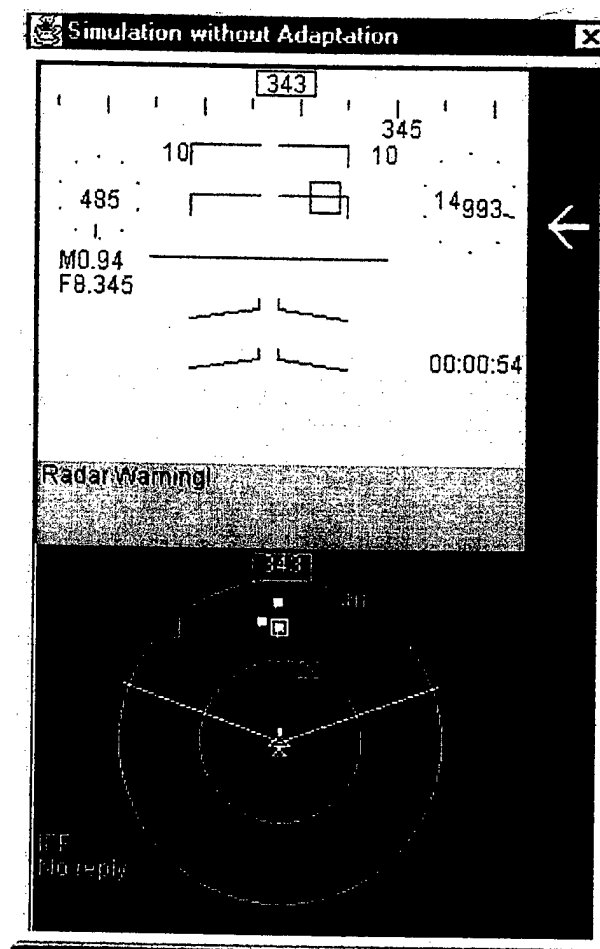 Simulation without Adaptation
343
345
10 10
485 14993
M0.94
F8.345
00:00:54
Radar Warning!
343
IFF
No reply